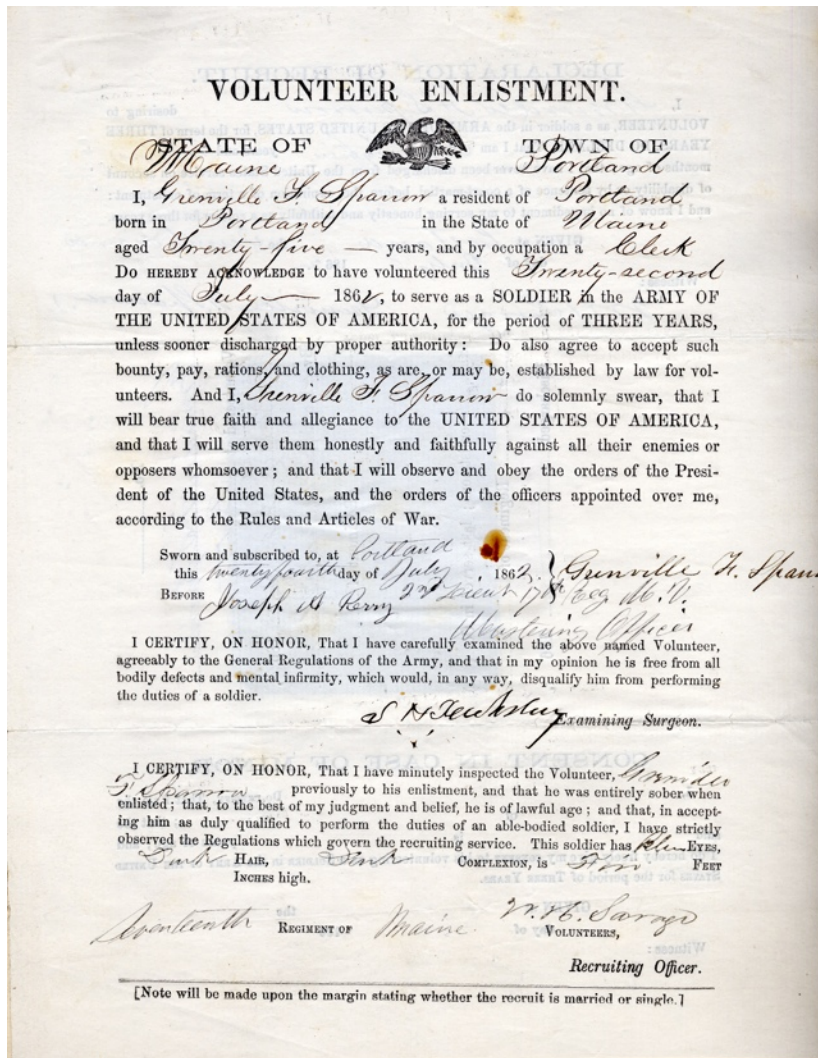 VOLUNTEER ENLISTMENT.
STATE OF TOWN OF
Maine Portland
I, Grenville F. Sparrow a resident of Portland
born in Portland in the State of Maine
aged Twenty-five — years, and by occupation a Clerk
DO HEREBY ACKNOWLEDGE to have volunteered this Twenty-second
day of July — 1862, to serve as a SOLDIER in the ARMY OF
THE UNITED STATES OF AMERICA, for the period of THREE YEARS,
unless sooner discharged by proper authority: Do also agree to accept such
bounty, pay, rations, and clothing, as are, or may be, established by law for vol-
unteers. And I, Grenville F. Sparrow do solemnly swear, that I
will bear true faith and allegiance to the UNITED STATES OF AMERICA,
and that I will serve them honestly and faithfully against all their enemies or
opposers whomsoever; and that I will observe and obey the orders of the Presi-
dent of the United States, and the orders of the officers appointed over me,
according to the Rules and Articles of War.
Sworn and subscribed to, at Portland
this twenty fourth day of July 1862. } Grenville F. Sparr
BEFORE Joseph A Perry 2nd Lieut 17th Reg M.V.
Mustering Officer
I CERTIFY, ON HONOR, That I have carefully examined the above named Volunteer,
agreeably to the General Regulations of the Army, and that in my opinion he is free from all
bodily defects and mental infirmity, which would, in any way, disqualify him from performing
the duties of a soldier.
Examining Surgeon.
I CERTIFY, ON HONOR, That I have minutely inspected the Volunteer,
F. Sparrow previously to his enlistment, and that he was entirely sober when
enlisted; that, to the best of my judgment and belief, he is of lawful age; and that, in accept-
ing him as duly qualified to perform the duties of an able-bodied soldier, I have strictly
observed the Regulations which govern the recruiting service. This soldier has EYES,
Dark HAIR, Dark COMPLEXION, is FEET
INCHES high.
Seventeenth REGIMENT OF Maine VOLUNTEERS,
Recruiting Officer.
[Note will be made upon the margin stating whether the recruit is married or single.]